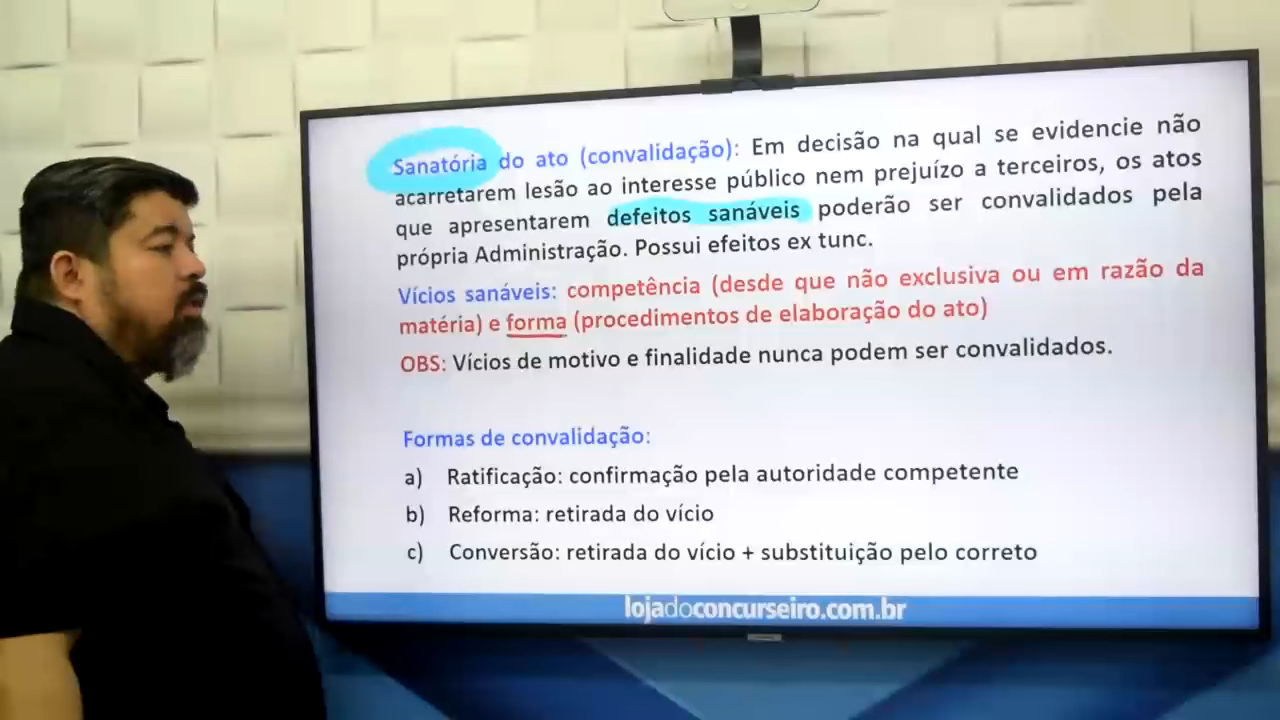 Sanatória do ato (convalidação): Em decisão na qual se evidencie não
acarretarem lesão ao interesse público nem prejuízo a terceiros, os atos
que apresentarem defeitos sanáveis poderão ser convalidados pela
própria Administração. Possui efeitos ex tunc.
Vícios sanáveis: competência (desde que não exclusiva ou em razão da
matéria) e forma (procedimentos de elaboração do ato)
OBS: Vícios de motivo e finalidade nunca podem ser convalidados.
Formas de convalidação:
a) Ratificação: confirmação pela autoridade competente
b) Reforma: retirada do vício
c) Conversão: retirada do vício + substituição pelo correto
lojadoconcurseiro.com.br